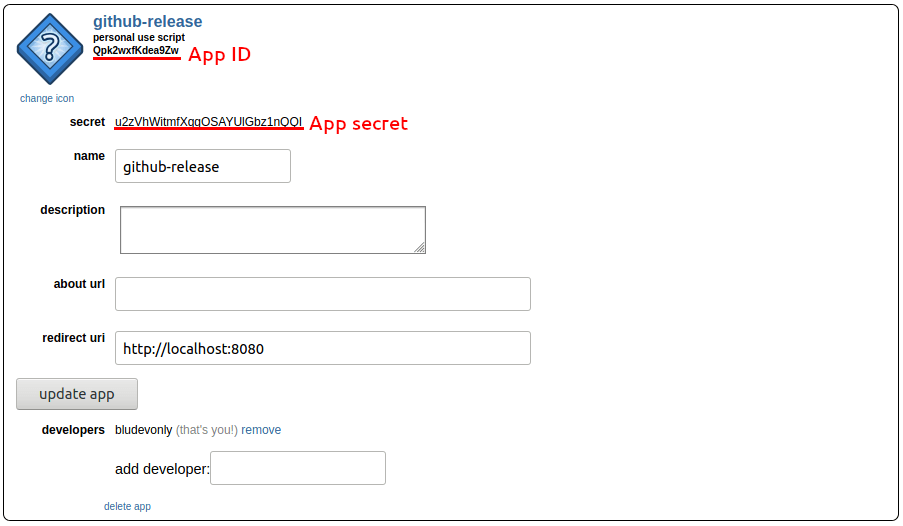 github-release
personal use script
Qpk2wxfKdea9Zw App ID
change icon
secret u2zVhWitmfXqgOSAYUlGbz1nQQI App secret
name github-release
description
about url
redirect uri http://localhost:8080
update app
developers bludevonly (that's you!) remove
add developer:
delete app